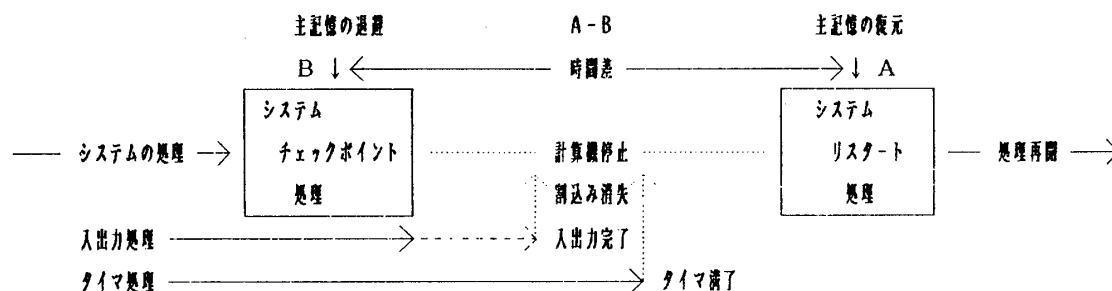 主記憶の退避 A-B 主記憶の復元
B ↓ 時間差 ↓ A
システム システム
システムの処理 チェックポイント 計算機停止 リスタート 処理再開
処理 割込み消失 処理
入出力処理 入出力完了
タイマ処理 タイマ満了